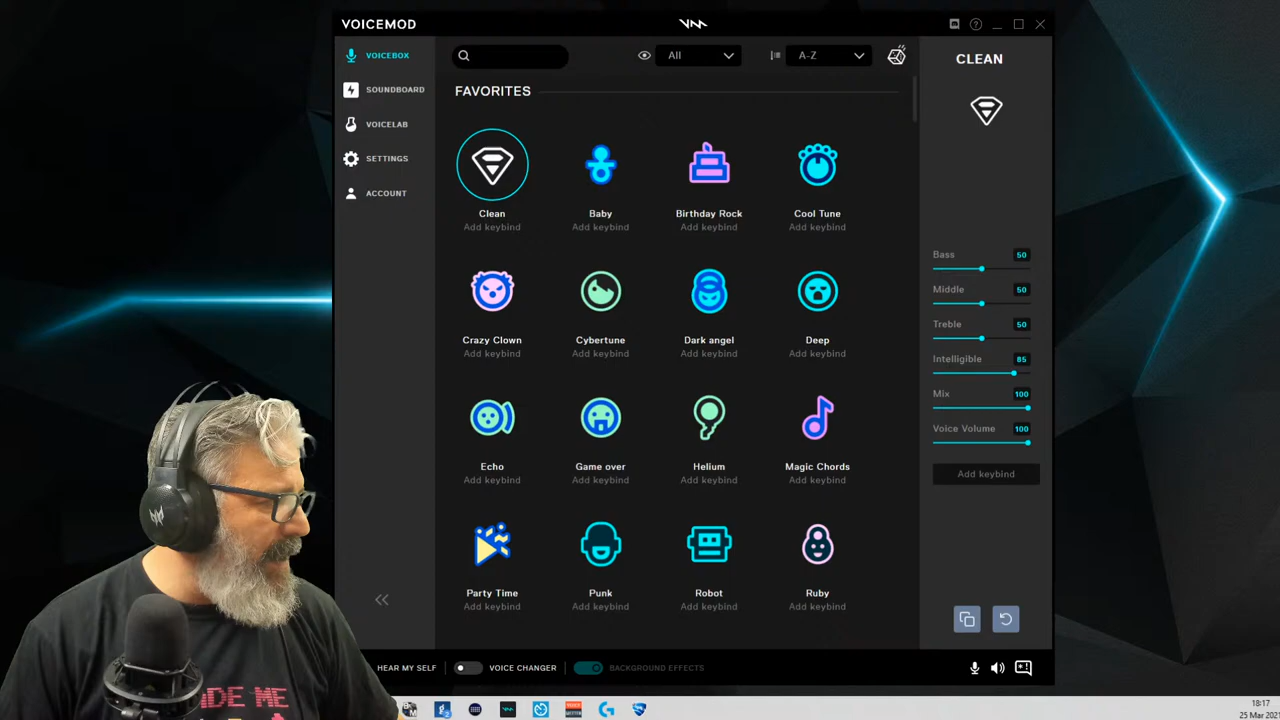 VOICEMOD
VOICEBOX
SOUNDBOARD
VOICELAB
SETTINGS
ACCOUNT
All
A-Z
FAVORITES
Clean
Add keybind
Baby
Add keybind
Birthday Rock
Add keybind
Cool Tune
Add keybind
Crazy Clown
Add keybind
Cybertune
Add keybind
Dark angel
Add keybind
Deep
Add keybind
Echo
Add keybind
Game over
Add keybind
Helium
Add keybind
Magic Chords
Add keybind
Party Time
Add keybind
Punk
Add keybind
Robot
Add keybind
Ruby
Add keybind
CLEAN
Bass 50
Middle 50
Treble 50
Intelligible 85
Mix 100
Voice Volume 100
Add keybind
HEAR MY SELF
VOICE CHANGER
BACKGROUND EFFECTS
18:17
25 Mar 2021